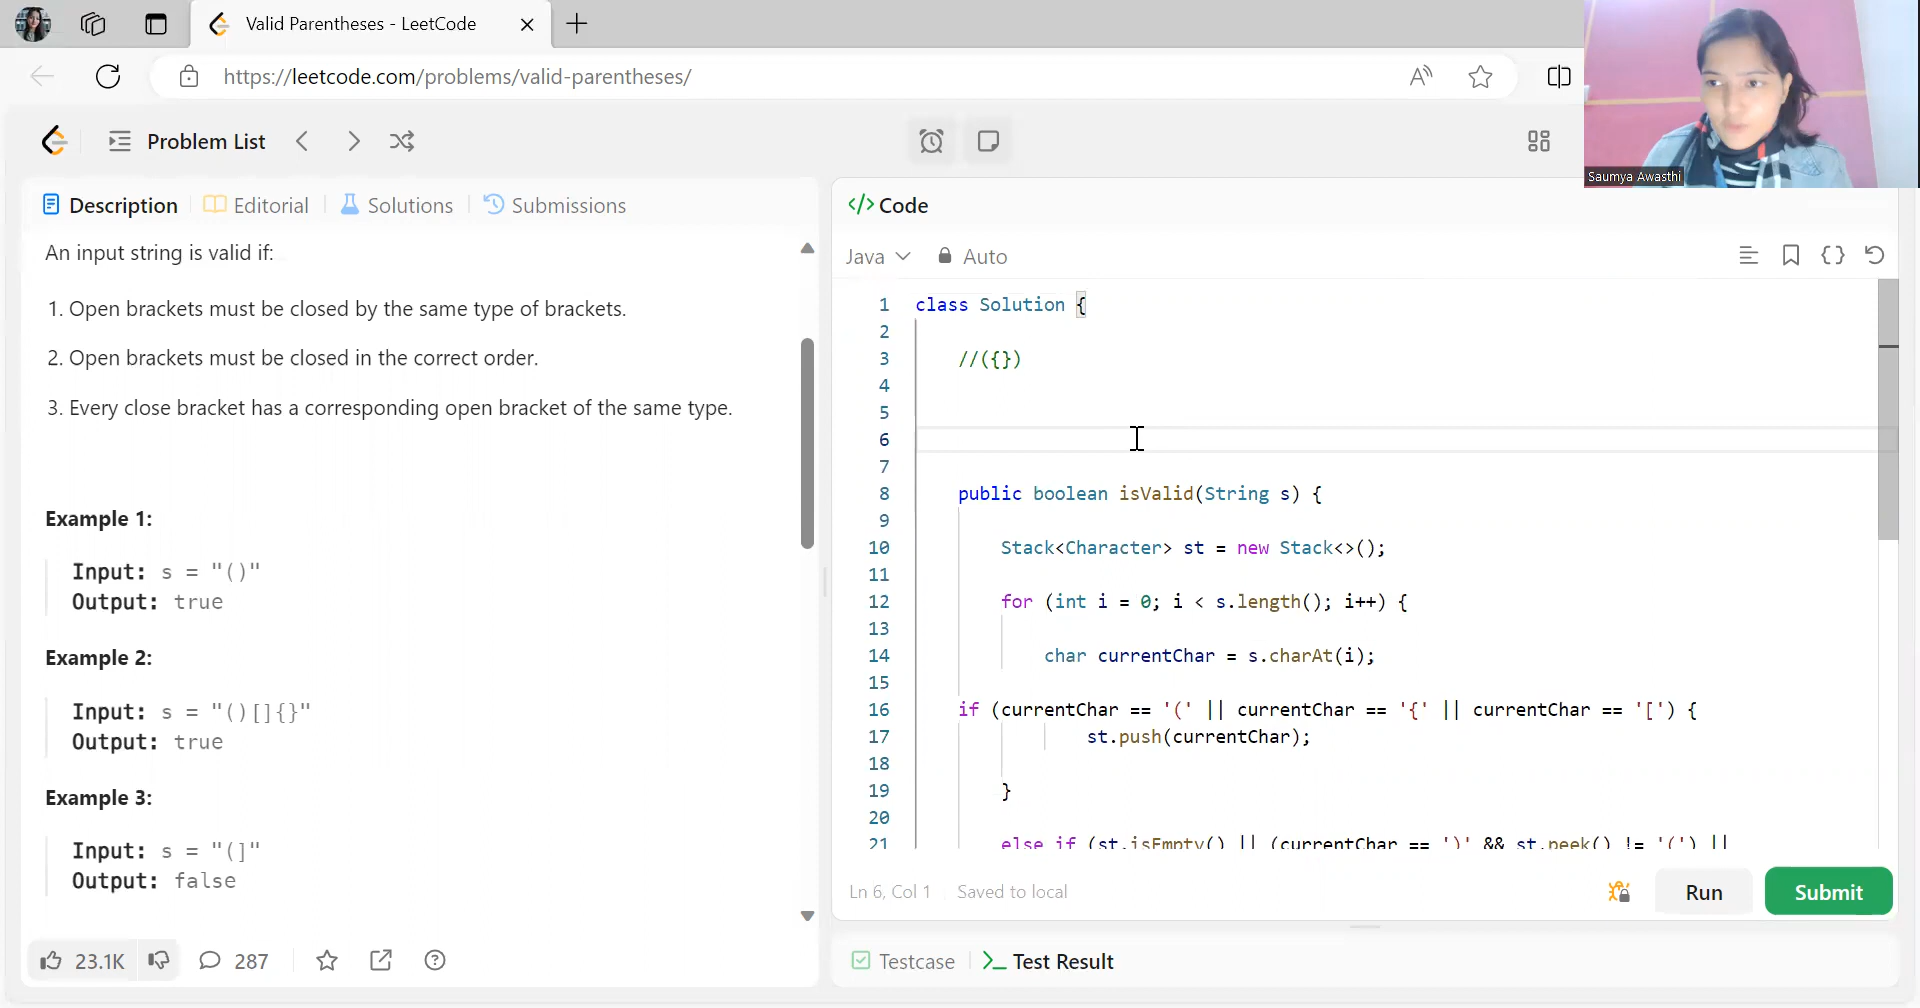 Valid Parentheses - LeetCode
https://leetcode.com/problems/valid-parentheses/
Problem List
Saumya Awasthi
Description
Editorial
Solutions
Submissions
An input string is valid if:
1. Open brackets must be closed by the same type of brackets.
2. Open brackets must be closed in the correct order.
3. Every close bracket has a corresponding open bracket of the same type.
Example 1:
Input: s = "()"
Output: true
Example 2:
Input: s = "()[]{}"
Output: true
Example 3:
Input: s = "(]"
Output: false
23.1K
287
</> Code
Java
Auto
1 class Solution {
2
3 //({})
4
5
6
7
8 public boolean isValid(String s) {
9
10 Stack<Character> st = new Stack<>();
11
12 for (int i = 0; i < s.length(); i++) {
13
14 char currentChar = s.charAt(i);
15
16 if (currentChar == '(' || currentChar == '{' || currentChar == '[') {
17 st.push(currentChar);
18
19 }
20
21 else if (st.isEmpty() || (currentChar == ')' && st.peek() != '(') ||
Ln 6, Col 1
Saved to local
Run
Submit
Testcase
Test Result